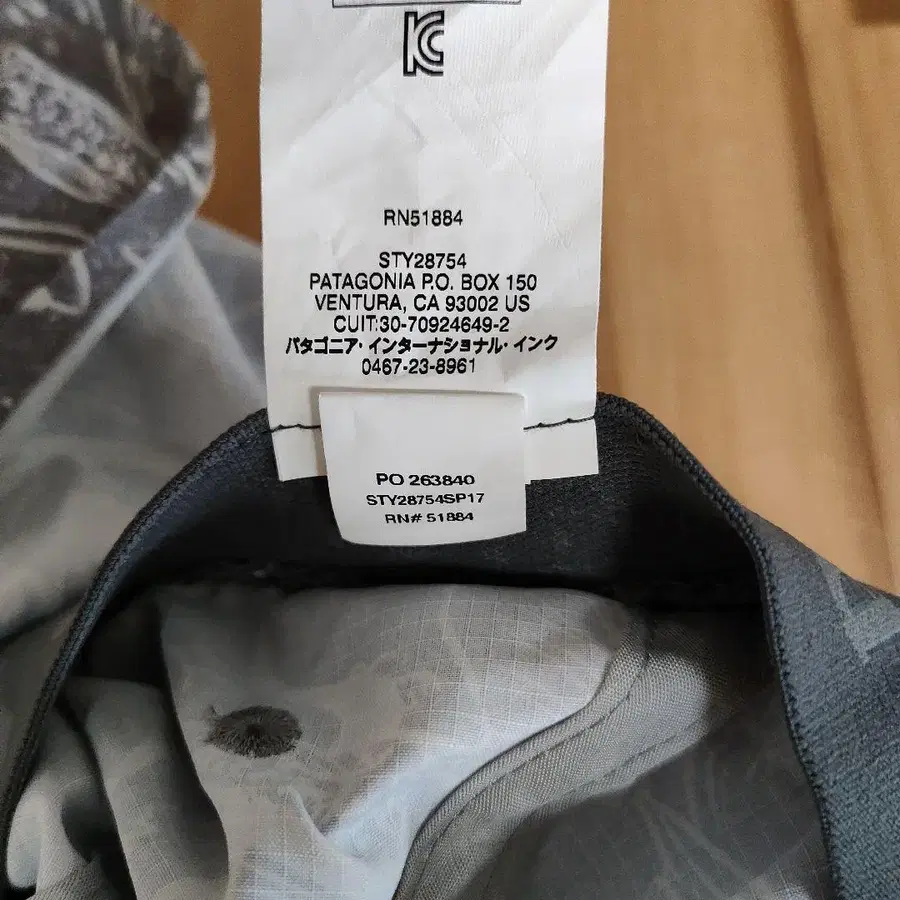 KC
RN51884
STY28754
PATAGONIA P.O. BOX 150
VENTURA, CA 93002 US
CUIT:30-70924649-2
パタゴニア・インターナショナル・インク
0467-23-8961
PO 263840
STY28754SP17
RN# 51884